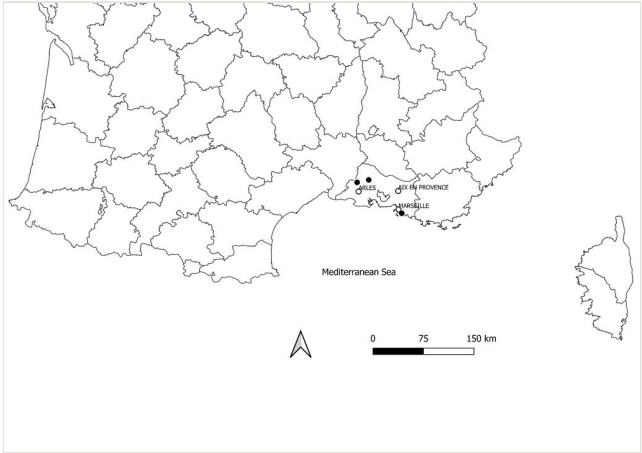 ARLES
AIX EN PROVENCE
MARSEILLE
Mediterranean Sea
0 75 150 km